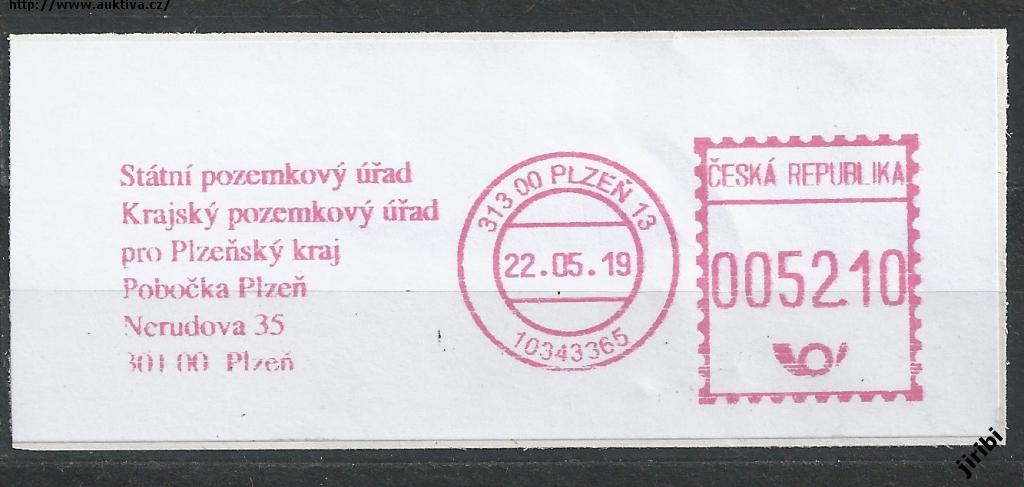 http://www.auktiva.cz/
Státní pozemkový úřad
Krajský pozemkový úřad
pro Plzeňský kraj
Pobočka Plzeň
Nerudova 35
301 00 Plzeň
313 00 PLZEŇ 13
22.05.19
10343365
ČESKÁ REPUBLIKA
005210
jiribi